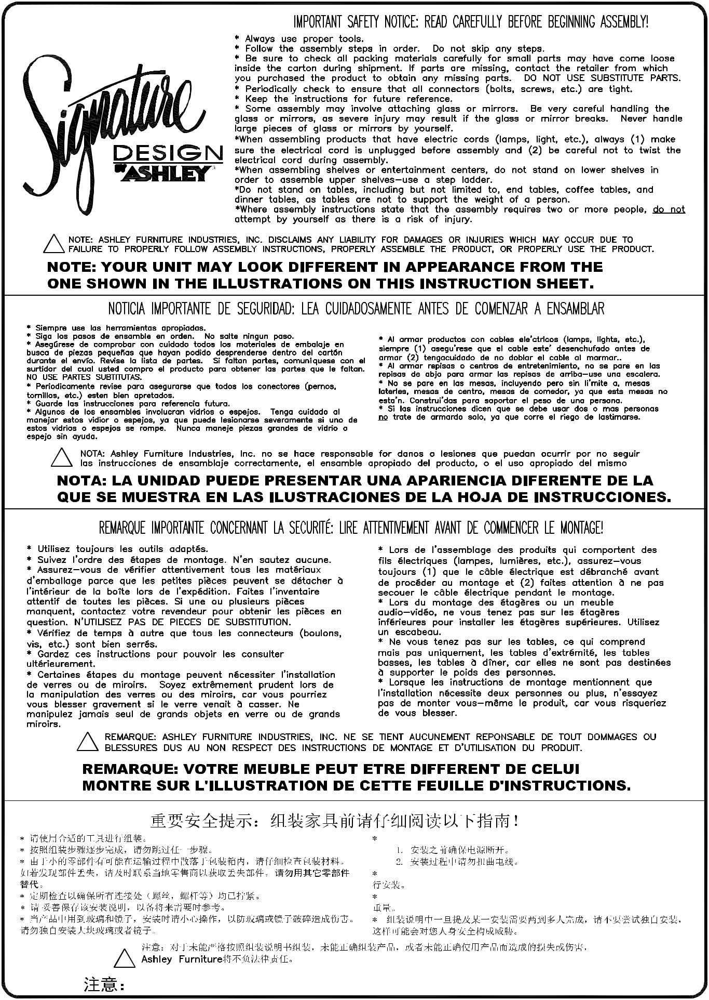 Signature
DESIGN
BY ASHLEY
IMPORTANT SAFETY NOTICE: READ CAREFULLY BEFORE BEGINNING ASSEMBLY!
* Always use proper tools.
* Follow the assembly steps in order. Do not skip any steps.
* Be sure to check all packing materials carefully for small parts may have come loose
inside the carton during shipment. If parts are missing, contact the retailer from which
you purchased the product to obtain any missing parts. DO NOT USE SUBSTITUTE PARTS.
* Periodically check to ensure that all connectors (bolts, screws, etc.) are tight.
* Keep the instructions for future reference.
* Some assembly may involve attaching glass or mirrors. Be very careful handling the
glass or mirrors, as severe injury may result if the glass or mirror breaks. Never handle
large pieces of glass or mirrors by yourself.
*When assembling products that have electric cords (lamps, light, etc.), always (1) make
sure the electrical cord is unplugged before assembly and (2) be careful not to twist the
electrical cord during assembly.
*When assembling shelves or entertainment centers, do not stand on lower shelves in
order to assemble upper shelves—use a step ladder.
*Do not stand on tables, including but not limited to, end tables, coffee tables, and
dinner tables, as tables are not to support the weight of a person.
*Where assembly instructions state that the assembly requires two or more people, do not
attempt by yourself as there is a risk of injury.
NOTE: ASHLEY FURNITURE INDUSTRIES, INC. DISCLAIMS ANY LIABILITY FOR DAMAGES OR INJURIES WHICH MAY OCCUR DUE TO
FAILURE TO PROPERLY FOLLOW ASSEMBLY INSTRUCTIONS, PROPERLY ASSEMBLE THE PRODUCT, OR PROPERLY USE THE PRODUCT.
NOTE: YOUR UNIT MAY LOOK DIFFERENT IN APPEARANCE FROM THE
ONE SHOWN IN THE ILLUSTRATIONS ON THIS INSTRUCTION SHEET.
NOTICIA IMPORTANTE DE SEGURIDAD: LEA CUIDADOSAMENTE ANTES DE COMENZAR A ENSAMBLAR
* Siempre use las herramientas apropiadas.
* Siga los pasos de ensamble en orden. No salte ningun paso.
* Asegúrese de comprobar con cuidado todos los materiales de embalaje en
busca de piezas pequeñas que hayan podido desprenderse dentro del cartón
durante el envío. Revise la lista de partes. Si faltan partes, comuniquese con el
surtidor del cual usted compro el producto para obtener las partes que le faltan.
NO USE PARTES SUBTITUTAS.
* Periodicamente revise para asegurarse que todos los conectores (pernos,
tornillos, etc.) esten bien apretados.
* Guarde las instrucciones para referencia futura.
* Algunos de los ensambles involucran vidrios o espejos. Tenga cuidado al
manejar estos vidior o espejos, ya que puede lesionarse severamente si uno de
estos vidrios o espejos se rompe. Nunca maneje piezas grandes de vidrio o
espejo sin ayuda.
* Al armar productos con cables ele'ctricos (lamps, lights, etc.),
siempre (1) asegu'rese que el cable este' desenchufado antes de
armar (2) tengacuidado de no doblar el cable al marmar..
* Al armar repisas o centros de entretenimiento, no se pare en las
repisas de abjo para armar las repisas de arriba—use una escalera.
* No se pare en las mesas, incluyendo pero sin li'mite a, mesas
laterles, mesas de centro, mesas de comedor, ya que ests mesas no
esta'n. Construi'das para soportar el peso de una persona.
* Si las instrucciones dicen que se debe usar dos o mas personas
no trate de armardo solo, ya que corre el riego de lastimarse.
NOTA: Ashley Furniture Industries, Inc. no se hace responsable for danos o lesiones que puedan ocurrir por no seguir
las instrucciones de ensamblaje correctamente, el ensamble apropiado del producto, o el uso apropiado del mismo
NOTA: LA UNIDAD PUEDE PRESENTAR UNA APARIENCIA DIFERENTE DE LA
QUE SE MUESTRA EN LAS ILUSTRACIONES DE LA HOJA DE INSTRUCCIONES.
REMARQUE IMPORTANTE CONCERNANT LA SECURITÉ: LIRE ATTENTIVEMENT AVANT DE COMMENCER LE MONTAGE!
* Utilisez toujours les outils adaptés.
* Suivez l'ordre des étapes de montage. N'en sautez aucune.
* Assurez—vous de vérifier attentivement tous les matériaux
d'emballage parce que les petites pièces peuvent se détacher à
l'intérieur de la boîte lors de l'expédition. Faites l'inventaire
attentif de toutes les pièces. Si une ou plusieurs pièces
manquent, contactez votre revendeur pour obtenir les pièces en
question. N'UTILISEZ PAS DE PIECES DE SUBSTITUTION.
* Vérifiez de temps à autre que tous les connecteurs (boulons,
vis, etc.) sont bien serrés.
* Gardez ces instructions pour pouvoir les consulter
ultérieurement.
* Certaines étapes du montage peuvent nécessiter l'installation
de verres ou de miroirs. Soyez extrêmement prudent lors de
la manipulation des verres ou des miroirs, car vous pourriez
vous blesser gravement si le verre venait à casser. Ne
manipulez jamais seul de grands objets en verre ou de grands
miroirs.
* Lors de l'assemblage des produits qui comportent des
fils électriques (lampes, lumières, etc.), assurez—vous
toujours (1) que le câble électrique est débranché avant
de procéder au montage et (2) faites attention à ne pas
secouer le câble électrique pendant le montage.
* Lors du montage des étagères ou un meuble
audio—vidéo, ne vous tenez pas sur les étagères
inférieures pour installer les étagères supérieures. Utilisez
un escabeau.
* Ne vous tenez pas sur les tables, ce qui comprend
mais pas uniquement, les tables d'extrémité, les tables
basses, les tables à dîner, car elles ne sont pas destinées
à supporter le poids des personnes.
* Lorsque les instructions de montage mentionnent que
l'installation nécessite deux personnes ou plus, n'essayez
pas de monter vous—même le produit, car vous risqueriez
de vous blesser.
REMARQUE: ASHLEY FURNITURE INDUSTRIES, INC. NE SE TIENT AUCUNEMENT REPONSABLE DE TOUT DOMMAGES OU
BLESSURES DUS AU NON RESPECT DES INSTRUCTIONS DE MONTAGE ET D'UTILISATION DU PRODUIT.
REMARQUE: VOTRE MEUBLE PEUT ETRE DIFFERENT DE CELUI
MONTRE SUR L'ILLUSTRATION DE CETTE FEUILLE D'INSTRUCTIONS.
重要安全提示：组装家具前请仔细阅读以下指南！
* 请使用合适的工具进行组装。
* 按照组装步骤逐步完成，请勿跳过任一步骤。
* 由于小的零部件有可能在运输过程中散落于包装箱内，请仔细检查包装材料。
如若发现部件丢失，请及时联系当地零售商以获取丢失部件。请勿用其它零部件
替代。
* 定期检查以确保所有连接处（螺丝，螺杆等）均已拧紧。
* 请妥善保存该安装说明，以备将来需要时参考。
* 当产品中用到玻璃和镜子，安装时请小心操作，以防玻璃或镜子破碎造成伤害。
请勿独自安装大块玻璃或者镜子。
*
1. 安装之前确保电源断开。
2. 安装过程中请勿扭曲电线。
*
行安装。
*
重量。
* 组装说明中一旦提及某一安装需要两到多人完成，请不要尝试独自安装，
这样可能会对您人身安全构成威胁。
注意：对于未能严格按照组装说明书组装，未能正确组装产品，或者未能正确使用产品而造成的损失或伤害，
Ashley Furniture将不负法律责任。
注意：